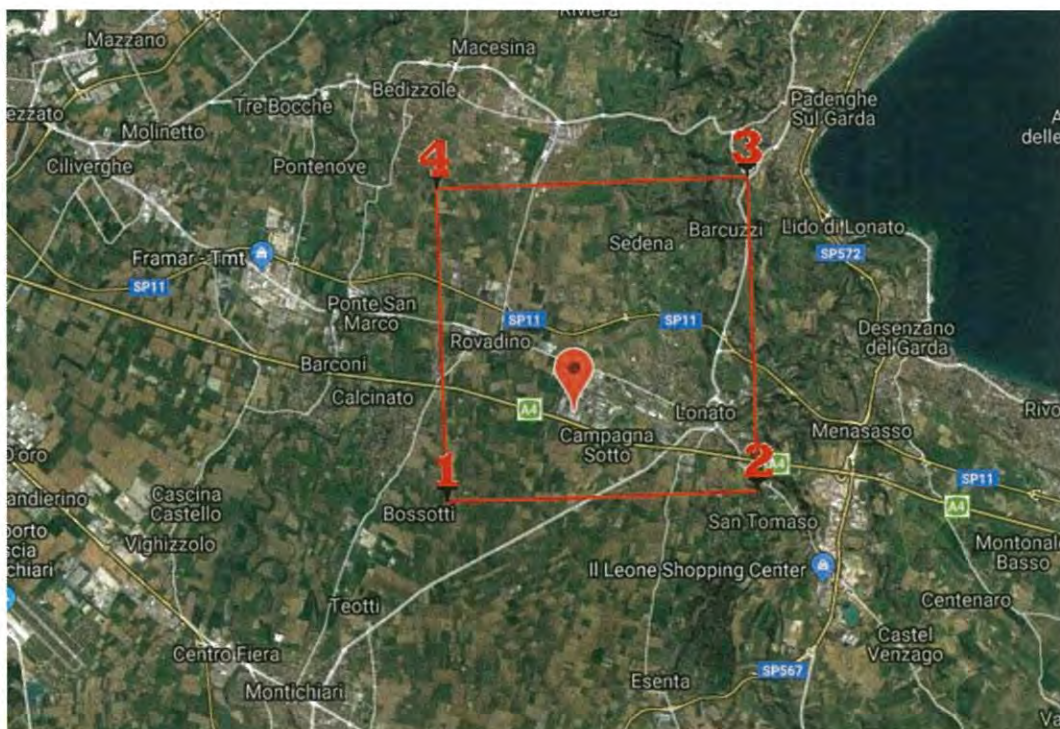 Riviera
Mazzano
Macesina
Bedizzole
Tre Bocche
Padenghe
Sul Garda
ezzato
Molinetto
A
delle
Ciliverghe
Pontenove
4
3
Sedena
Barcuzzi
Lido di Lonato
Framar - Tmt
SP572
SP11
Ponte San
Marco
SP11
SP11
Rovadino
Desenzano
del Garda
Barconi
Calcinato
A4
Lonato
Rivo
Campagna
Sotto
Menasasso
D'oro
1
2
A4
SP11
andierino
Cascina
Castello
Bossotti
San Tomaso
A4
porto
scia
chiari
Vighizzolo
Montonale
Basso
Il Leone Shopping Center
Teotti
Centenaro
Castel
Venzago
Centro Fiera
Montichiari
Esenta
SP567
Va